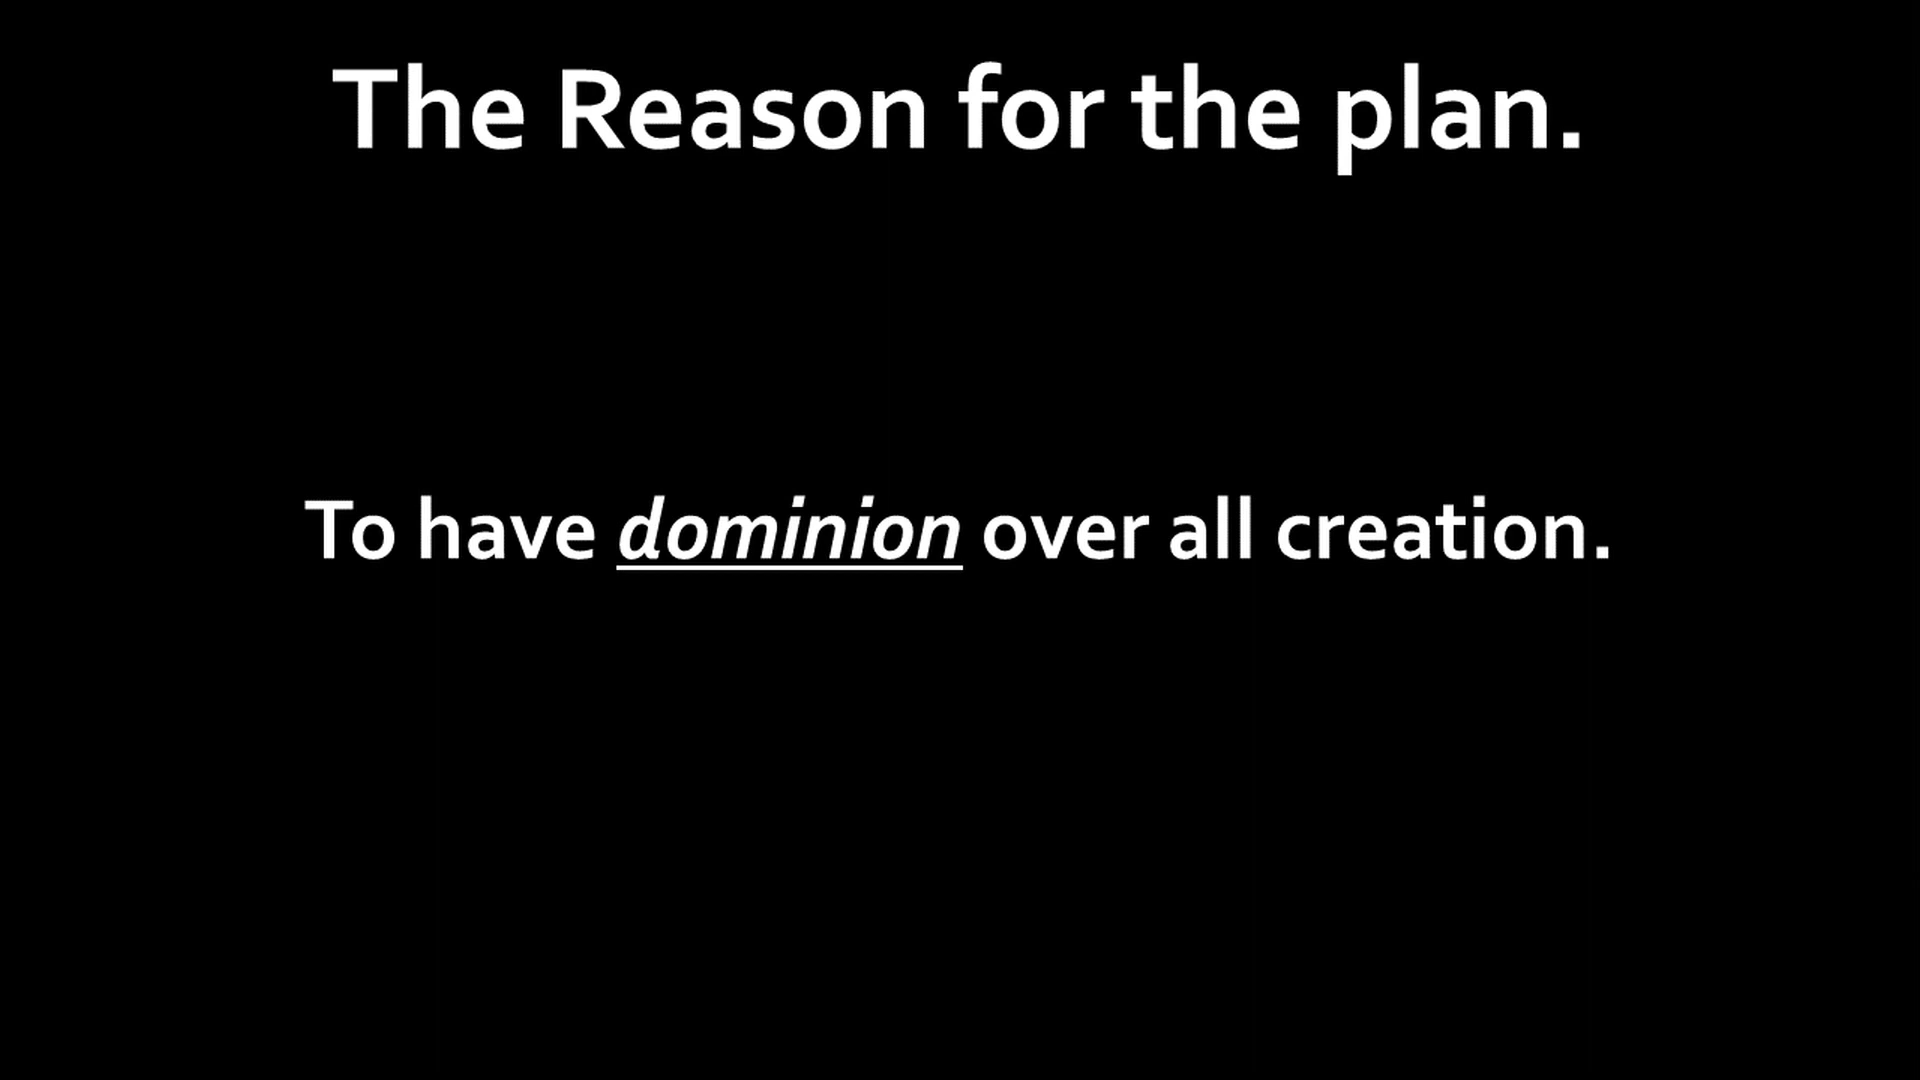 The Reason for the plan.
To have dominion over all creation.